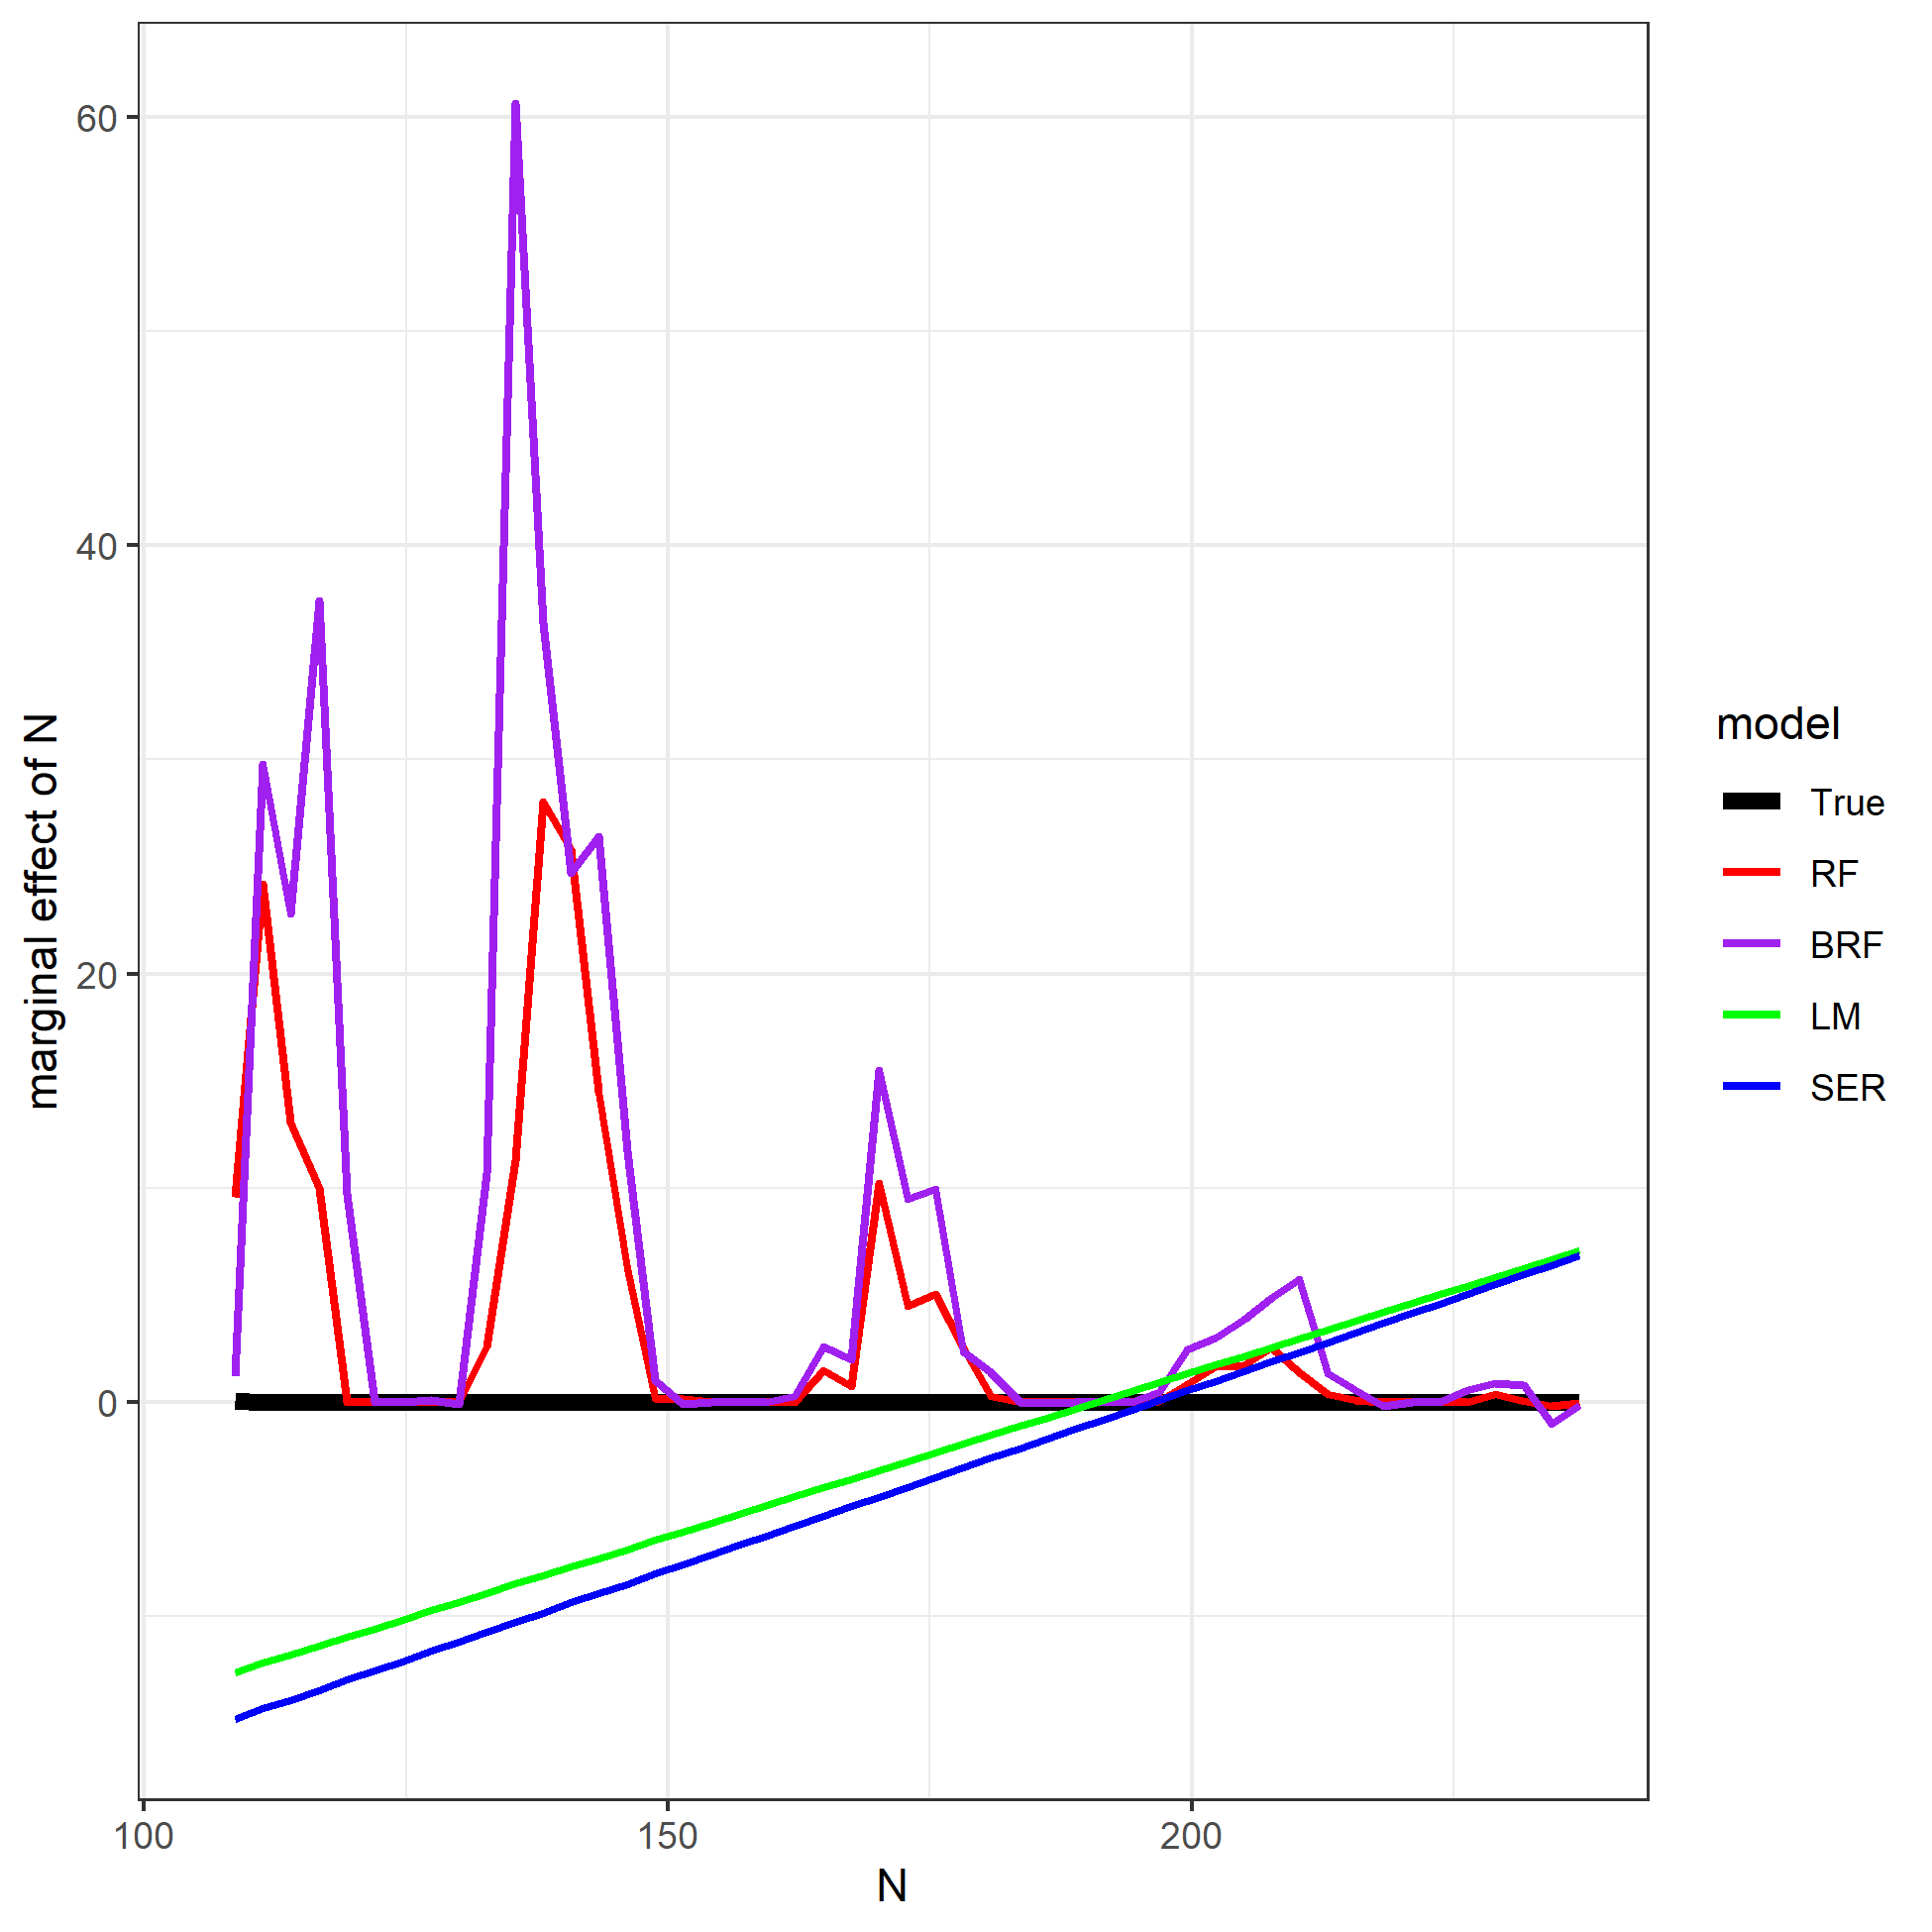 60
40
20
0
marginal effect of N
100
150
200
N
model
True
RF
BRF
LM
SER